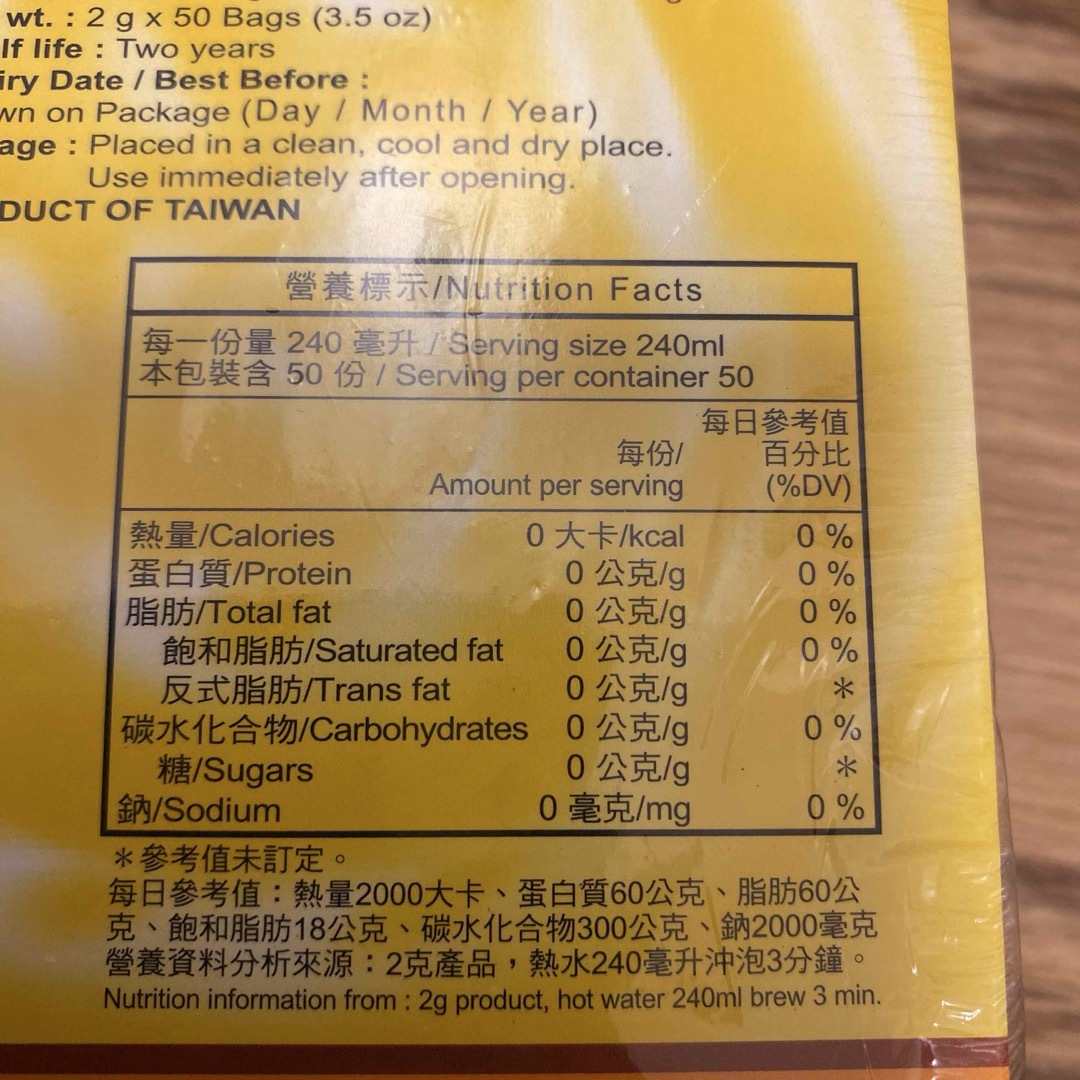 wt. : 2 g x 50 Bags (3.5 oz)
lf life : Two years
iry Date / Best Before :
wn on Package (Day / Month / Year)
age : Placed in a clean, cool and dry place.
Use immediately after opening.
DUCT OF TAIWAN
營養標示/Nutrition Facts
每一份量 240 毫升 / Serving size 240ml
本包裝含 50 份 / Serving per container 50
每日參考值
每份/ 百分比
Amount per serving (%DV)
熱量/Calories 0 大卡/kcal 0 %
蛋白質/Protein 0 公克/g 0 %
脂肪/Total fat 0 公克/g 0 %
飽和脂肪/Saturated fat 0 公克/g 0 %
反式脂肪/Trans fat 0 公克/g *
碳水化合物/Carbohydrates 0 公克/g 0 %
糖/Sugars 0 公克/g *
鈉/Sodium 0 毫克/mg 0 %
*參考值未訂定。
每日參考值：熱量2000大卡、蛋白質60公克、脂肪60公
克、飽和脂肪18公克、碳水化合物300公克、鈉2000毫克
營養資料分析來源：2克產品，熱水240毫升沖泡3分鐘。
Nutrition information from : 2g product, hot water 240ml brew 3 min.